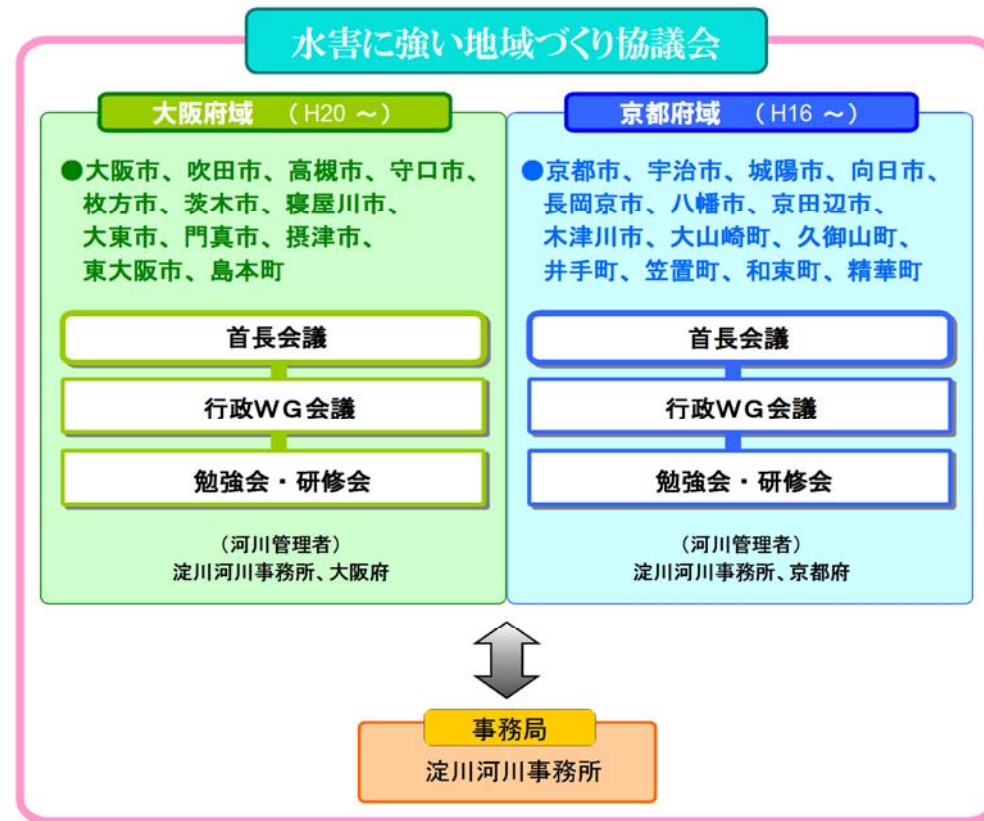 水害に強い地域づくり協議会
大阪府域 （H20 ～）
●大阪市、吹田市、高槻市、守口市、
枚方市、茨木市、寝屋川市、
大東市、門真市、摂津市、
東大阪市、島本町
首長会議
行政ＷＧ会議
勉強会・研修会
（河川管理者）
淀川河川事務所、大阪府
京都府域 （H16 ～）
●京都市、宇治市、城陽市、向日市、
長岡京市、八幡市、京田辺市、
木津川市、大山崎町、久御山町、
井手町、笠置町、和束町、精華町
首長会議
行政ＷＧ会議
勉強会・研修会
（河川管理者）
淀川河川事務所、京都府
事務局
淀川河川事務所